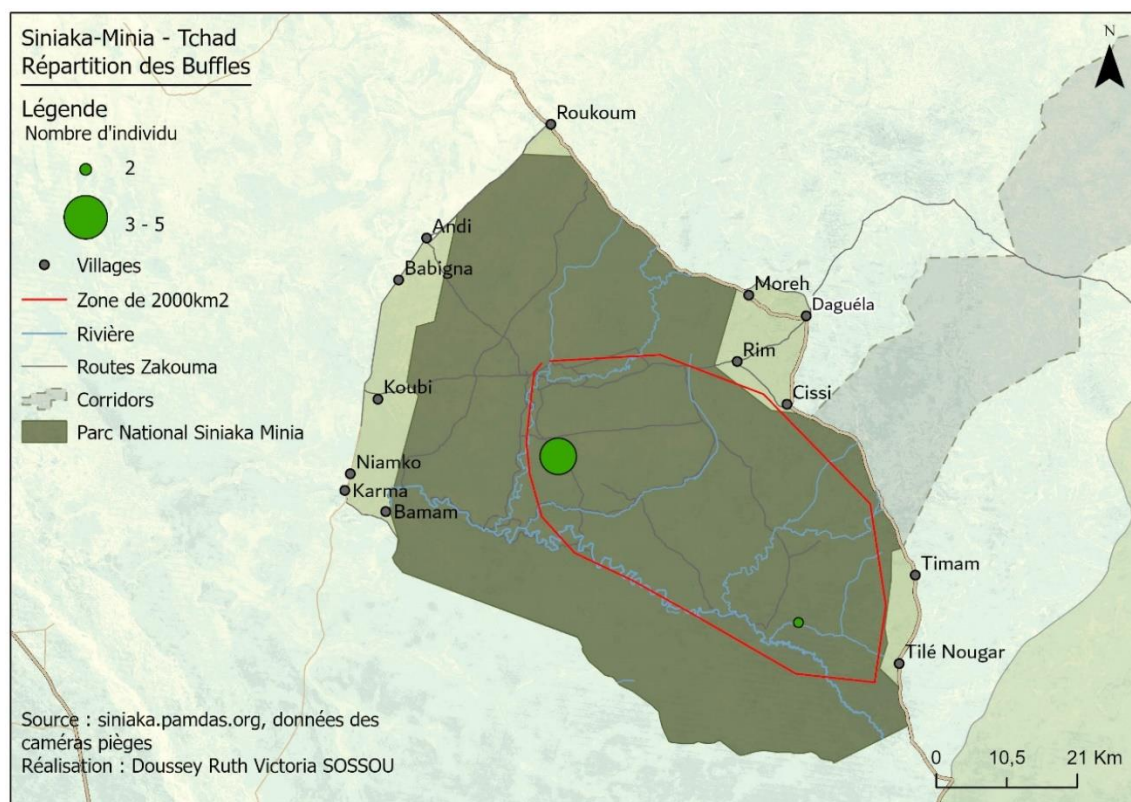 Siniaka-Minia - Tchad
Répartition des Buffles
Légende
Nombre d'individu
2
3 - 5
Villages
Zone de 2000km2
Rivière
Routes Zakouma
Corridors
Parc National Siniaka Minia
N
Roukoum
Andi
Babigna
Moreh
Daguéla
Rim
Koubi
Cissi
Niamko
Karma
Bamam
Timam
Tilé Nougar
Source : siniaka.pamdas.org, données des
caméras pièges
Réalisation : Doussey Ruth Victoria SOSSOU
0 10,5 21 Km